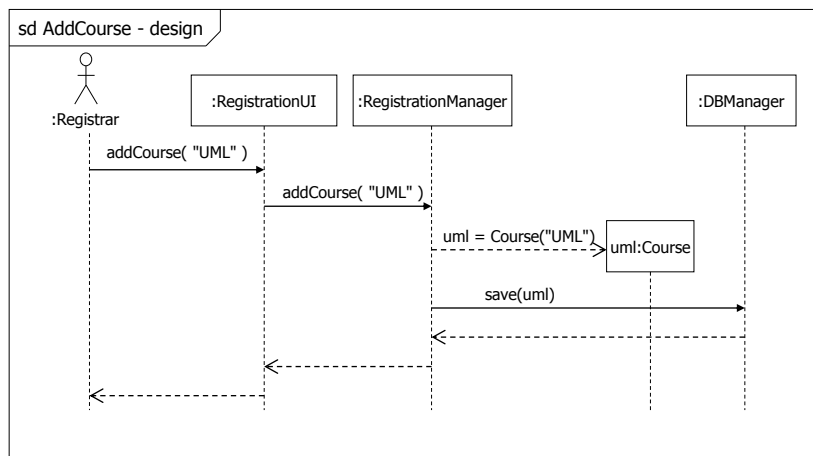 sd AddCourse - design
:Registrar
:RegistrationUI
:RegistrationManager
:DBManager
addCourse( "UML" )
addCourse( "UML" )
uml = Course("UML")
uml:Course
save(uml)